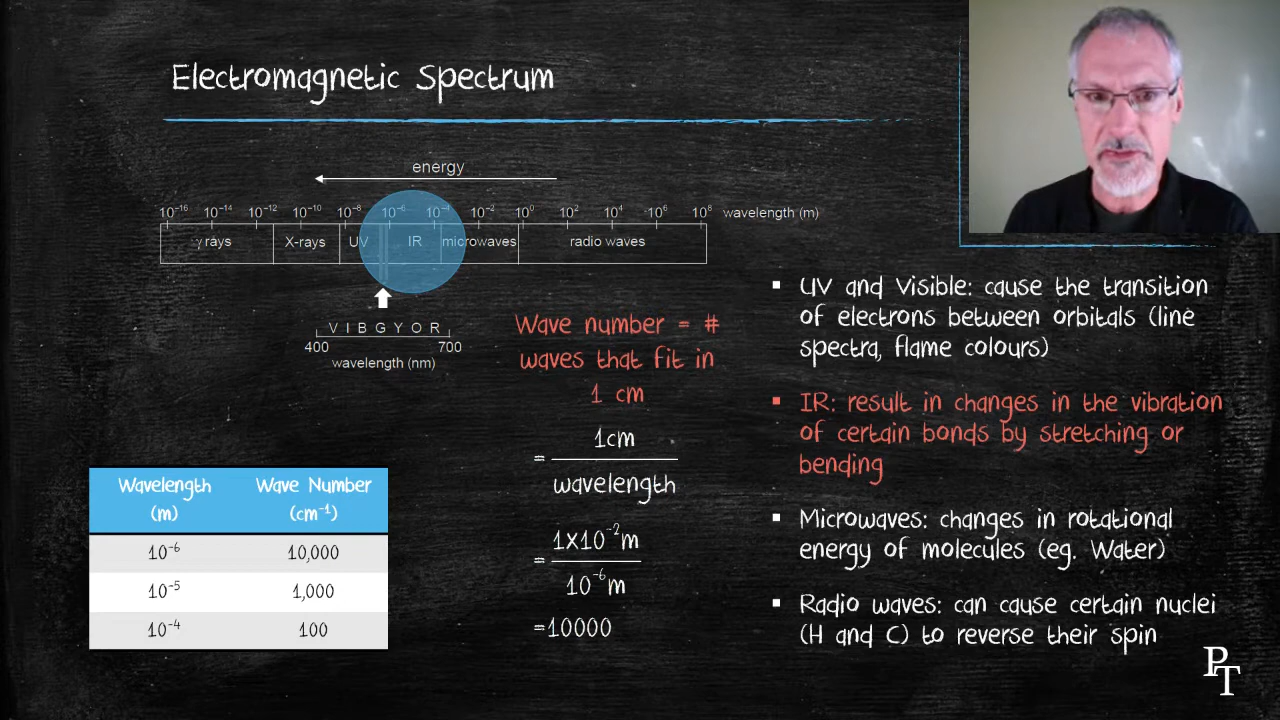 Electromagnetic Spectrum
energy
10⁻¹⁶ 10⁻¹⁴ 10⁻¹² 10⁻¹⁰ 10⁻⁸ 10⁻⁶ 10⁻² 10⁰ 10² 10⁴ 10⁶ 10⁸ wavelength (m)
γ rays X-rays UV IR microwaves radio waves
V I B G Y O R
400 700
wavelength (nm)
Wave number = #
waves that fit in
1 cm
1cm
=
wavelength
1x10⁻²m
=
10⁻⁶m
=10000
Wavelength Wave Number
(m) (cm⁻¹)
10⁻⁶ 10,000
10⁻⁵ 1,000
10⁻⁴ 100
▪ UV and Visible: cause the transition
of electrons between orbitals (line
spectra, flame colours)
▪ IR: result in changes in the vibration
of certain bonds by stretching or
bending
▪ Microwaves: changes in rotational
energy of molecules (eg. Water)
▪ Radio waves: can cause certain nuclei
(H and C) to reverse their spin
PT